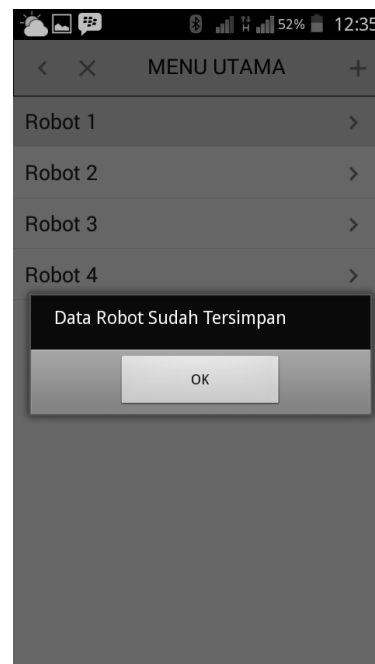 52% 12:35
MENU UTAMA
Robot 1
Robot 2
Robot 3
Robot 4
Data Robot Sudah Tersimpan
OK